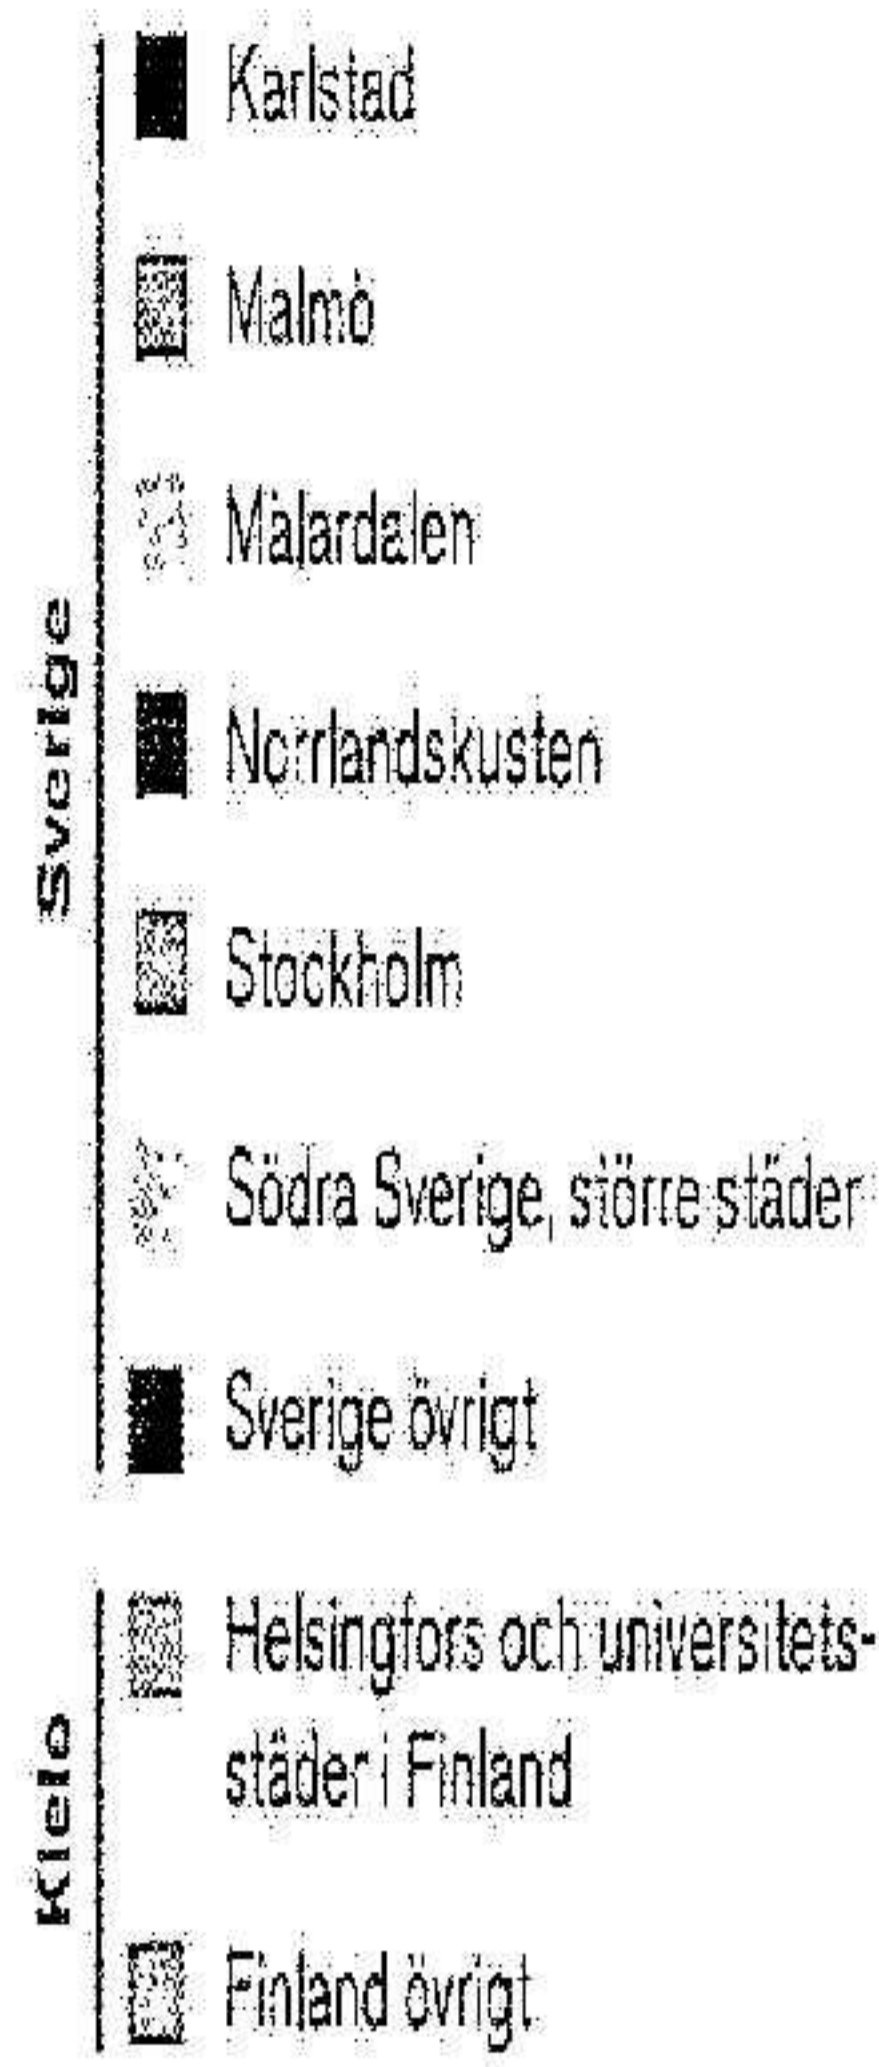 Sverige
Karlstad
Malmö
Mälardalen
Norrlandskusten
Stockholm
Södra Sverige, större städer
Sverige övrigt
Kielo
Helsingfors och universitets-
städer i Finland
Finland övrigt